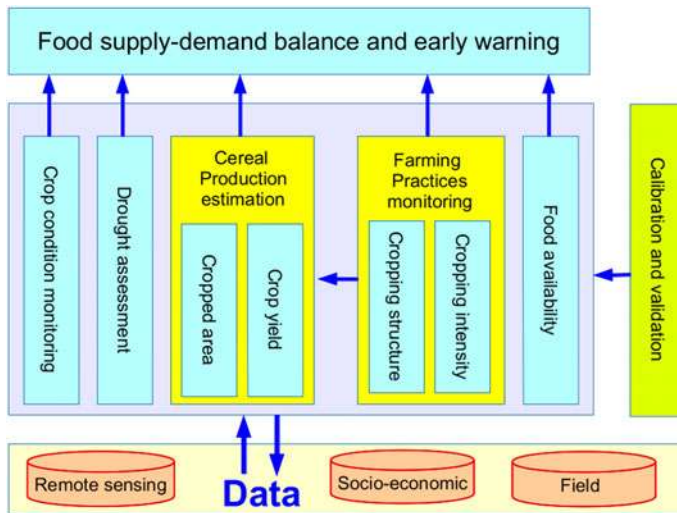 Food supply-demand balance and early warning
Crop condition monitoring
Drought assessment
Cereal
Production
estimation
Cropped area
Crop yield
Farming
Practices
monitoring
Cropping structure
Cropping intensity
Food availability
Calibration and validation
Remote sensing
Data
Socio-economic
Field